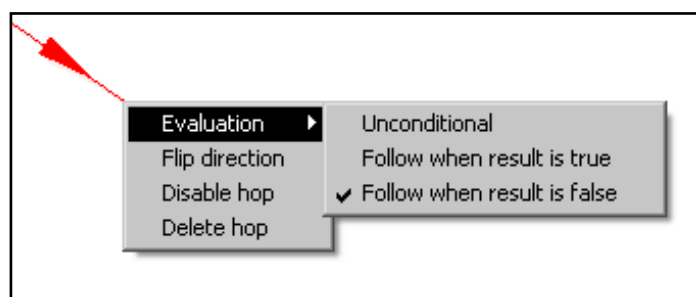 Evaluation
Flip direction
Disable hop
Delete hop
Unconditional
Follow when result is true
Follow when result is false